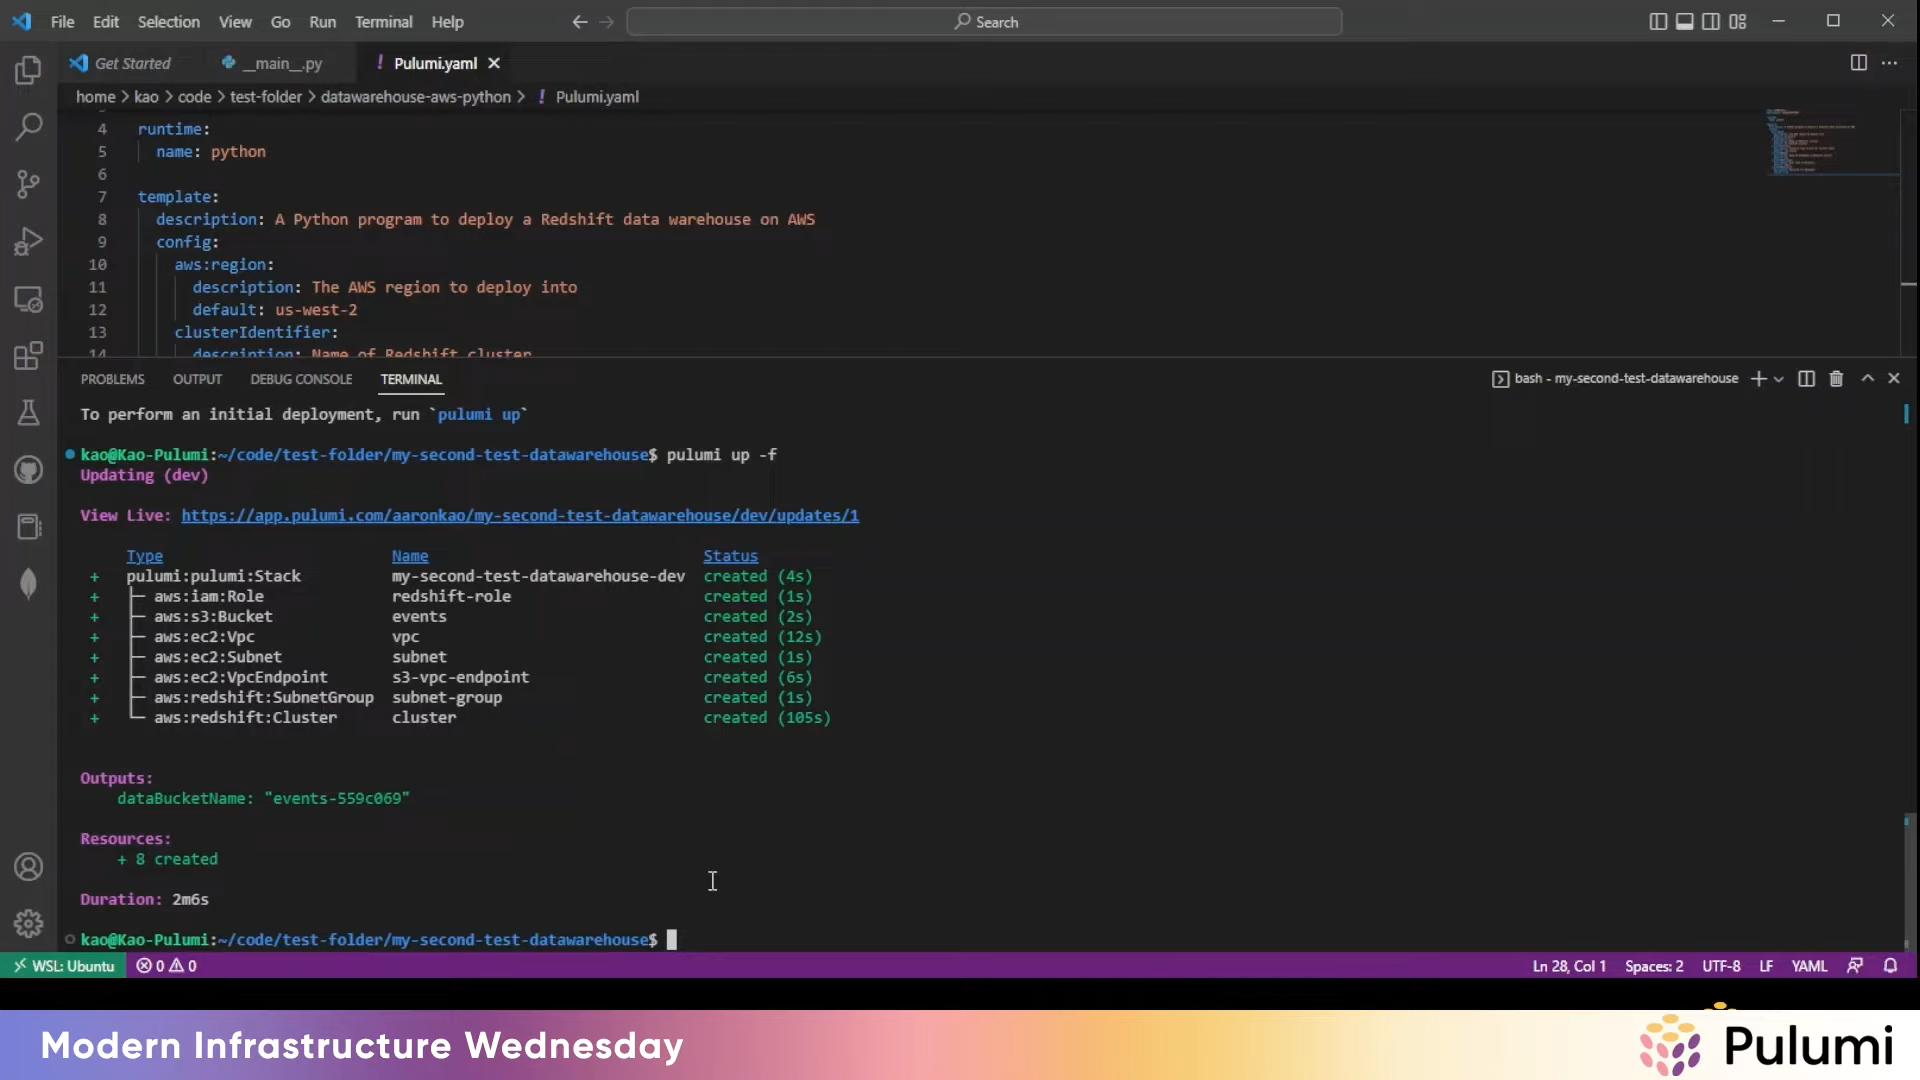 File Edit Selection View Go Run Terminal Help
Search
Get Started
__main__.py
! Pulumi.yaml
home > kao > code > test-folder > datawarehouse-aws-python > ! Pulumi.yaml
4 runtime:
5 name: python
6
7 template:
8 description: A Python program to deploy a Redshift data warehouse on AWS
9 config:
10 aws:region:
11 description: The AWS region to deploy into
12 default: us-west-2
13 clusterIdentifier:
14 description: Name of Redshift cluster
PROBLEMS OUTPUT DEBUG CONSOLE TERMINAL
bash - my-second-test-datawarehouse
To perform an initial deployment, run `pulumi up`
kao@Kao-Pulumi:~/code/test-folder/my-second-test-datawarehouse$ pulumi up -f
Updating (dev)
View Live: https://app.pulumi.com/aaronkao/my-second-test-datawarehouse/dev/updates/1
Type Name Status
+ pulumi:pulumi:Stack my-second-test-datawarehouse-dev created (4s)
+ ├─ aws:iam:Role redshift-role created (1s)
+ ├─ aws:s3:Bucket events created (2s)
+ ├─ aws:ec2:Vpc vpc created (12s)
+ ├─ aws:ec2:Subnet subnet created (1s)
+ ├─ aws:ec2:VpcEndpoint s3-vpc-endpoint created (6s)
+ ├─ aws:redshift:SubnetGroup subnet-group created (1s)
+ └─ aws:redshift:Cluster cluster created (105s)
Outputs:
dataBucketName: "events-559c069"
Resources:
+ 8 created
Duration: 2m6s
kao@Kao-Pulumi:~/code/test-folder/my-second-test-datawarehouse$
WSL: Ubuntu 0 0 Ln 28, Col 1 Spaces: 2 UTF-8 LF YAML
Modern Infrastructure Wednesday
Pulumi